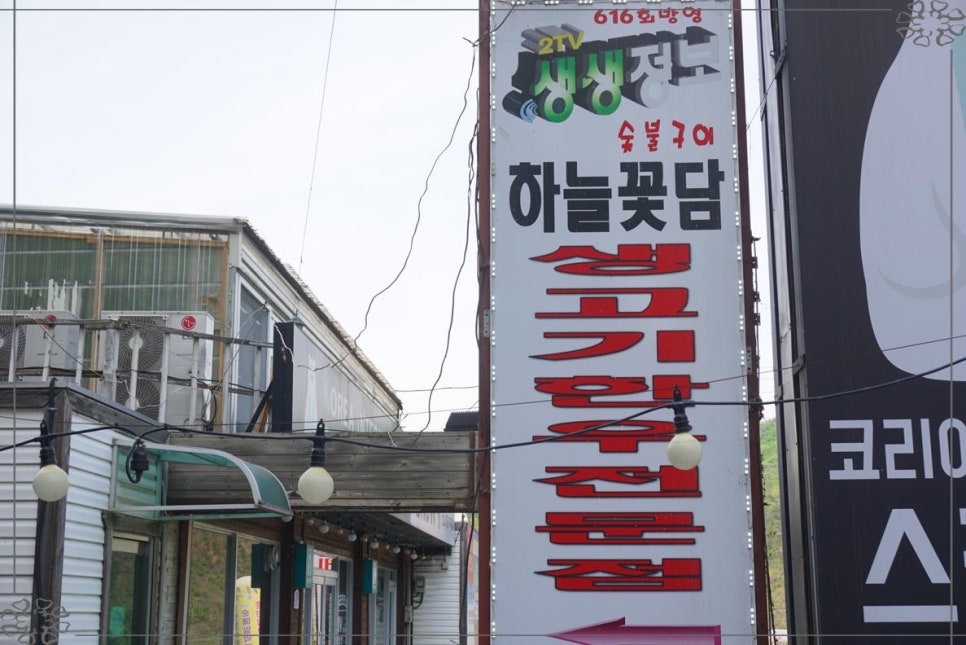 616회방영
2TV
생생정보
숯불구이
하늘꽃담
생고기한우전문점
코리아
LG